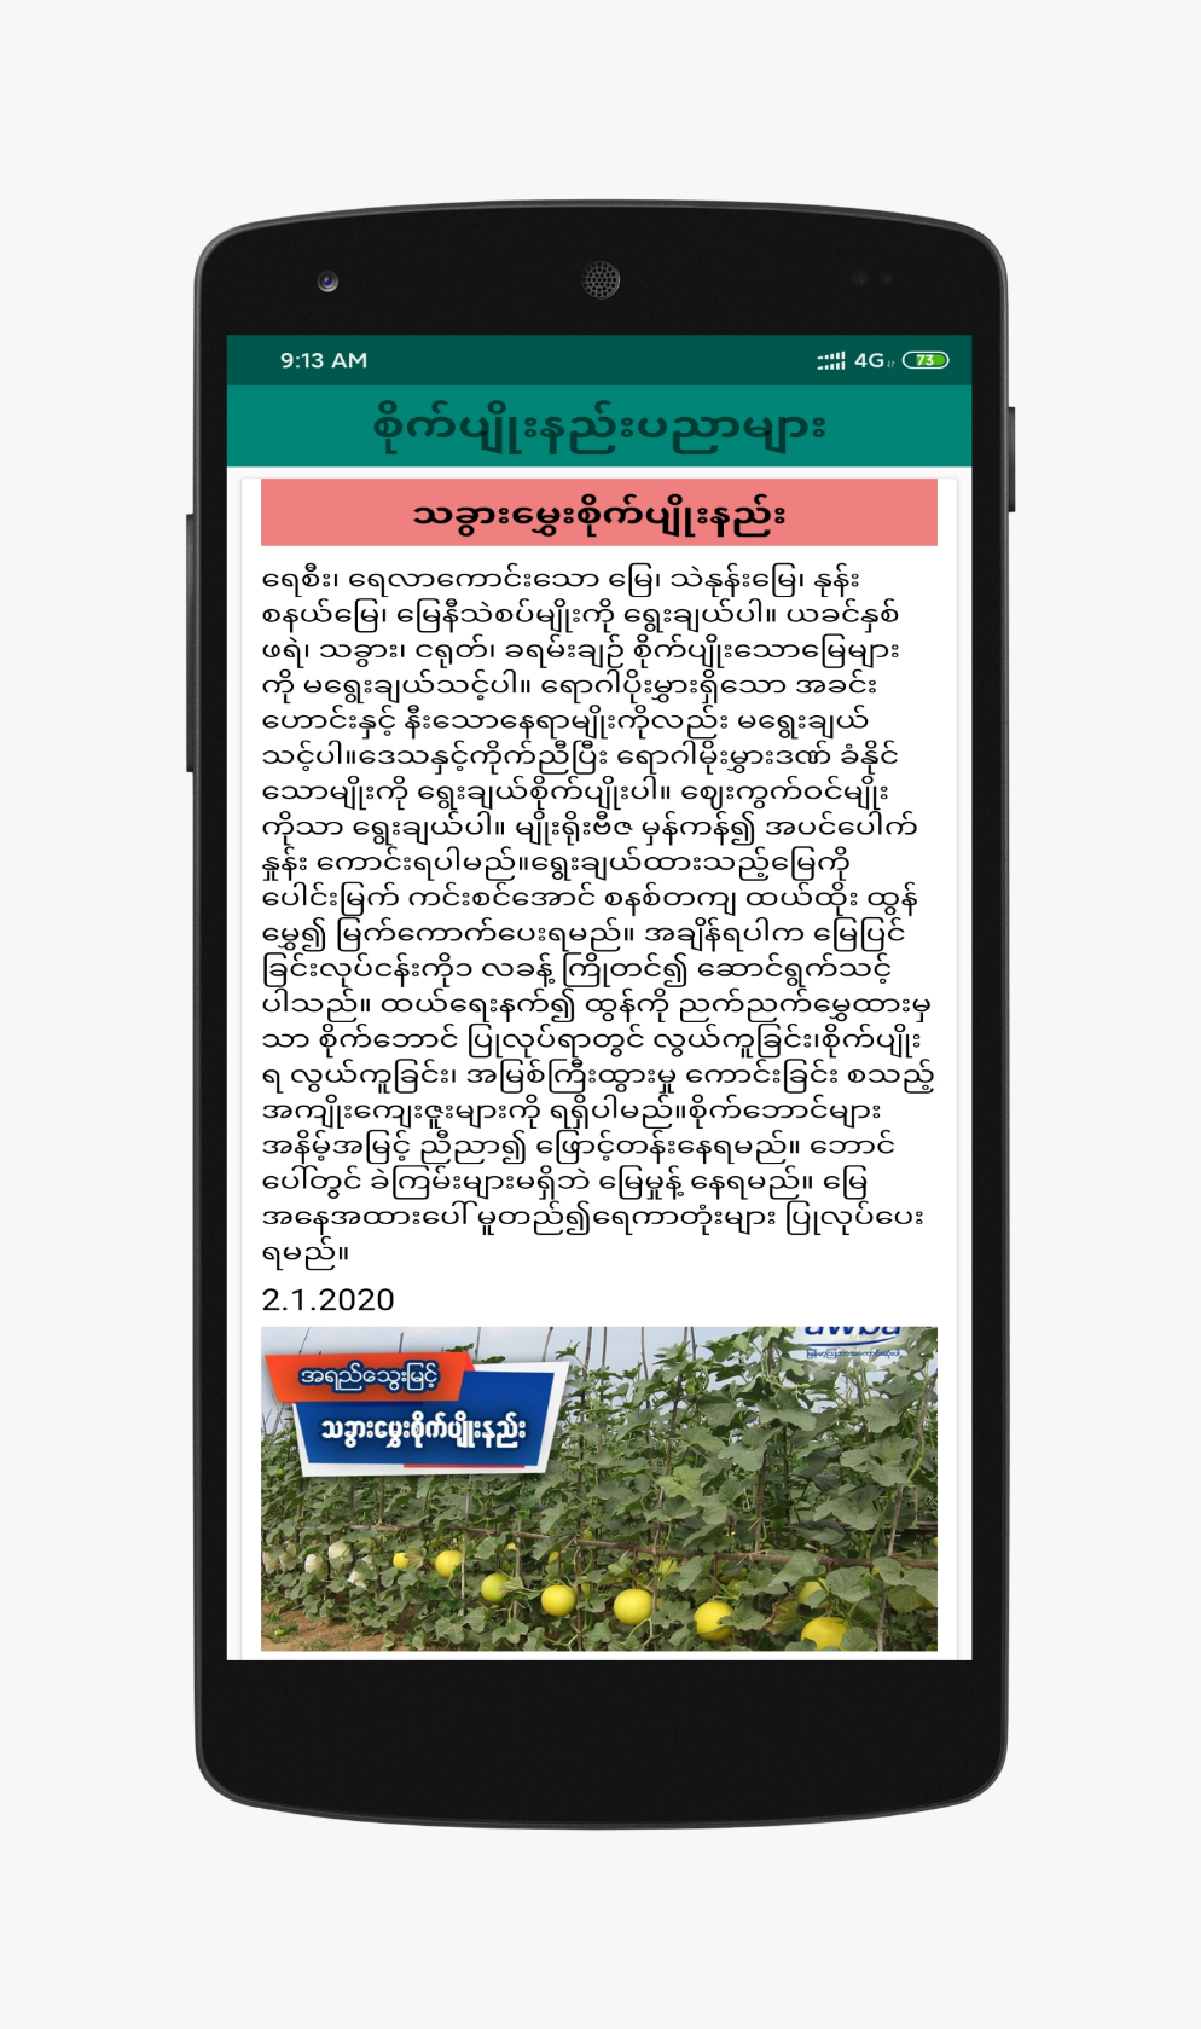 9:13 AM 4G 73
စိုက်ပျိုးနည်းပညာများ
သခွားမွှေးစိုက်ပျိုးနည်း
ရေစီး၊ ရေလာကောင်းသော မြေ၊ သဲနုန်းမြေ၊ နုန်း
စနယ်မြေ၊ မြေနီသဲစပ်မျိုးကို ရွေးချယ်ပါ။ ယခင်နှစ်
ဖရဲ၊ သခွား၊ ငရုတ်၊ ခရမ်းချဉ် စိုက်ပျိုးသောမြေများ
ကို မရွေးချယ်သင့်ပါ။ ရောဂါပိုးမွှားရှိသော အခင်း
ဟောင်းနှင့် နီးသောနေရာမျိုးကိုလည်း မရွေးချယ်
သင့်ပါ။ဒေသနှင့်ကိုက်ညီပြီး ရောဂါမိုးမွှားဒဏ် ခံနိုင်
သောမျိုးကို ရွေးချယ်စိုက်ပျိုးပါ။ ဈေးကွက်ဝင်မျိုး
ကိုသာ ရွေးချယ်ပါ။ မျိုးရိုးဗီဇ မှန်ကန်၍ အပင်ပေါက်
နှုန်း ကောင်းရပါမည်။ရွေးချယ်ထားသည့်မြေကို
ပေါင်းမြက် ကင်းစင်အောင် စနစ်တကျ ထယ်ထိုး ထွန်
မွှေ၍ မြက်ကောက်ပေးရမည်။ အချိန်ရပါက မြေပြင်
ခြင်းလုပ်ငန်းကို၁ လခန့် ကြိုတင်၍ ဆောင်ရွက်သင့်
ပါသည်။ ထယ်ရေးနက်၍ ထွန်ကို ညက်ညက်မွှေထားမှ
သာ စိုက်ဘောင် ပြုလုပ်ရာတွင် လွယ်ကူခြင်း၊စိုက်ပျိုး
ရ လွယ်ကူခြင်း၊ အမြစ်ကြီးထွားမှု ကောင်းခြင်း စသည့်
အကျိုးကျေးဇူးများကို ရရှိပါမည်။စိုက်ဘောင်များ
အနိမ့်အမြင့် ညီညာ၍ ဖြောင့်တန်းနေရမည်။ ဘောင်
ပေါ်တွင် ခဲကြမ်းများမရှိဘဲ မြေမှုန့် နေရမည်။ မြေ
အနေအထားပေါ် မူတည်၍ရေကာတုံးများ ပြုလုပ်ပေး
ရမည်။
2.1.2020
အရည်သွေးမြင့်
သခွားမွှေးစိုက်ပျိုးနည်း